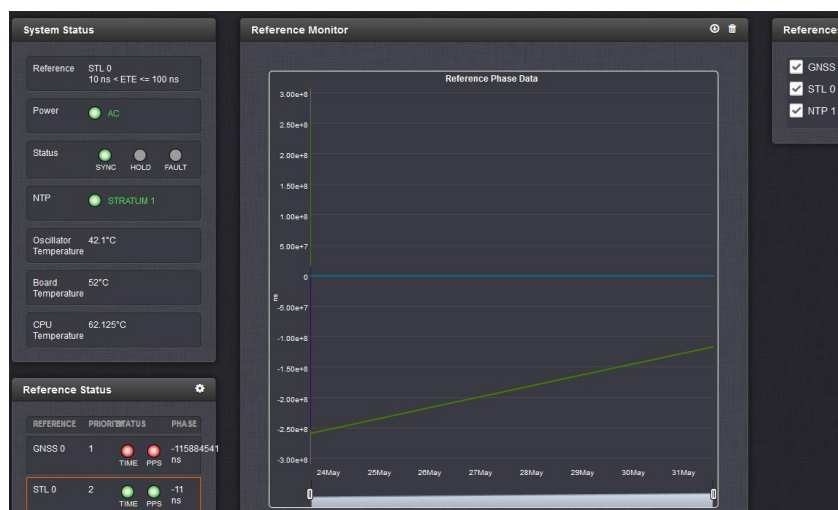 System Status
Reference STL 0
10 ns < ETE <= 100 ns
Power AC
Status
SYNC HOLD FAULT
NTP STRATUM 1
Oscillator 42.1°C
Temperature
Board 52°C
Temperature
CPU 62.125°C
Temperature
Reference Status
REFERENCE PRIORITY STATUS PHASE
GNSS 0 1 -115884541
TIME PPS ns
STL 0 2 -11
TIME PPS ns
Reference Monitor
Reference Phase Data
3.00e+8
2.50e+8
2.00e+8
1.50e+8
1.00e+8
5.00e+7
0
ns
-5.00e+7
-1.00e+8
-1.50e+8
-2.00e+8
-2.50e+8
-3.00e+8
24May 25May 26May 27May 28May 29May 30May 31May
References
GNSS
STL 0
NTP 1